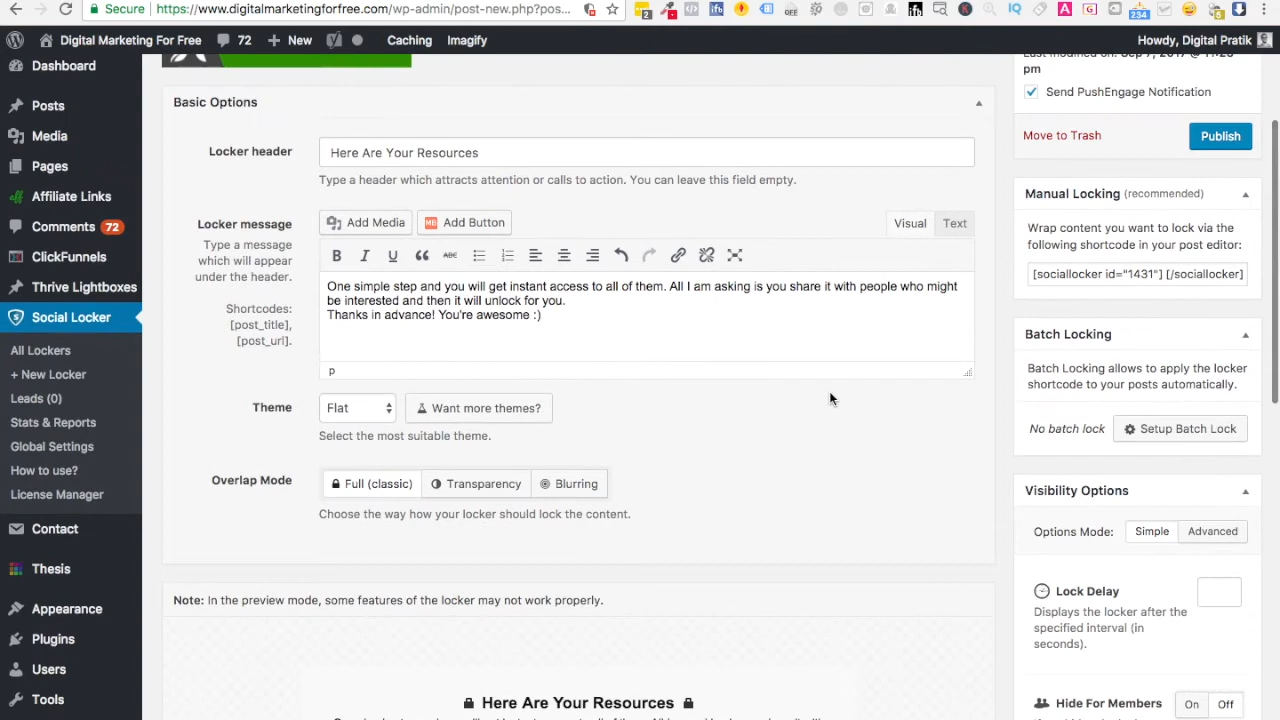 Secure https://www.digitalmarketingforfree.com/wp-admin/post-new.php?pos...
Digital Marketing For Free 72 New Caching Imagify Howdy, Digital Pratik
Dashboard
Posts
Media
Pages
Affiliate Links
Comments 72
ClickFunnels
Thrive Lightboxes
Social Locker
All Lockers
+ New Locker
Leads (0)
Stats & Reports
Global Settings
How to use?
License Manager
Contact
Thesis
Appearance
Plugins
Users
Tools
Basic Options
Locker header
Here Are Your Resources
Type a header which attracts attention or calls to action. You can leave this field empty.
Locker message
Type a message
which will appear
under the header.
Shortcodes:
[post_title],
[post_url].
Add Media Add Button Visual Text
B I U ABC
One simple step and you will get instant access to all of them. All I am asking is you share it with people who might
be interested and then it will unlock for you.
Thanks in advance! You're awesome :)
p
Theme
Flat Want more themes?
Select the most suitable theme.
Overlap Mode
Full (classic) Transparency Blurring
Choose the way how your locker should lock the content.
Note: In the preview mode, some features of the locker may not work properly.
Here Are Your Resources
pm
Send PushEngage Notification
Move to Trash Publish
Manual Locking (recommended)
Wrap content you want to lock via the
following shortcode in your post editor:
[sociallocker id="1431"] [/sociallocker]
Batch Locking
Batch Locking allows to apply the locker
shortcode to your posts automatically.
No batch lock Setup Batch Lock
Visibility Options
Options Mode: Simple Advanced
Lock Delay
Displays the locker after the
specified interval (in
seconds).
Hide For Members On Off